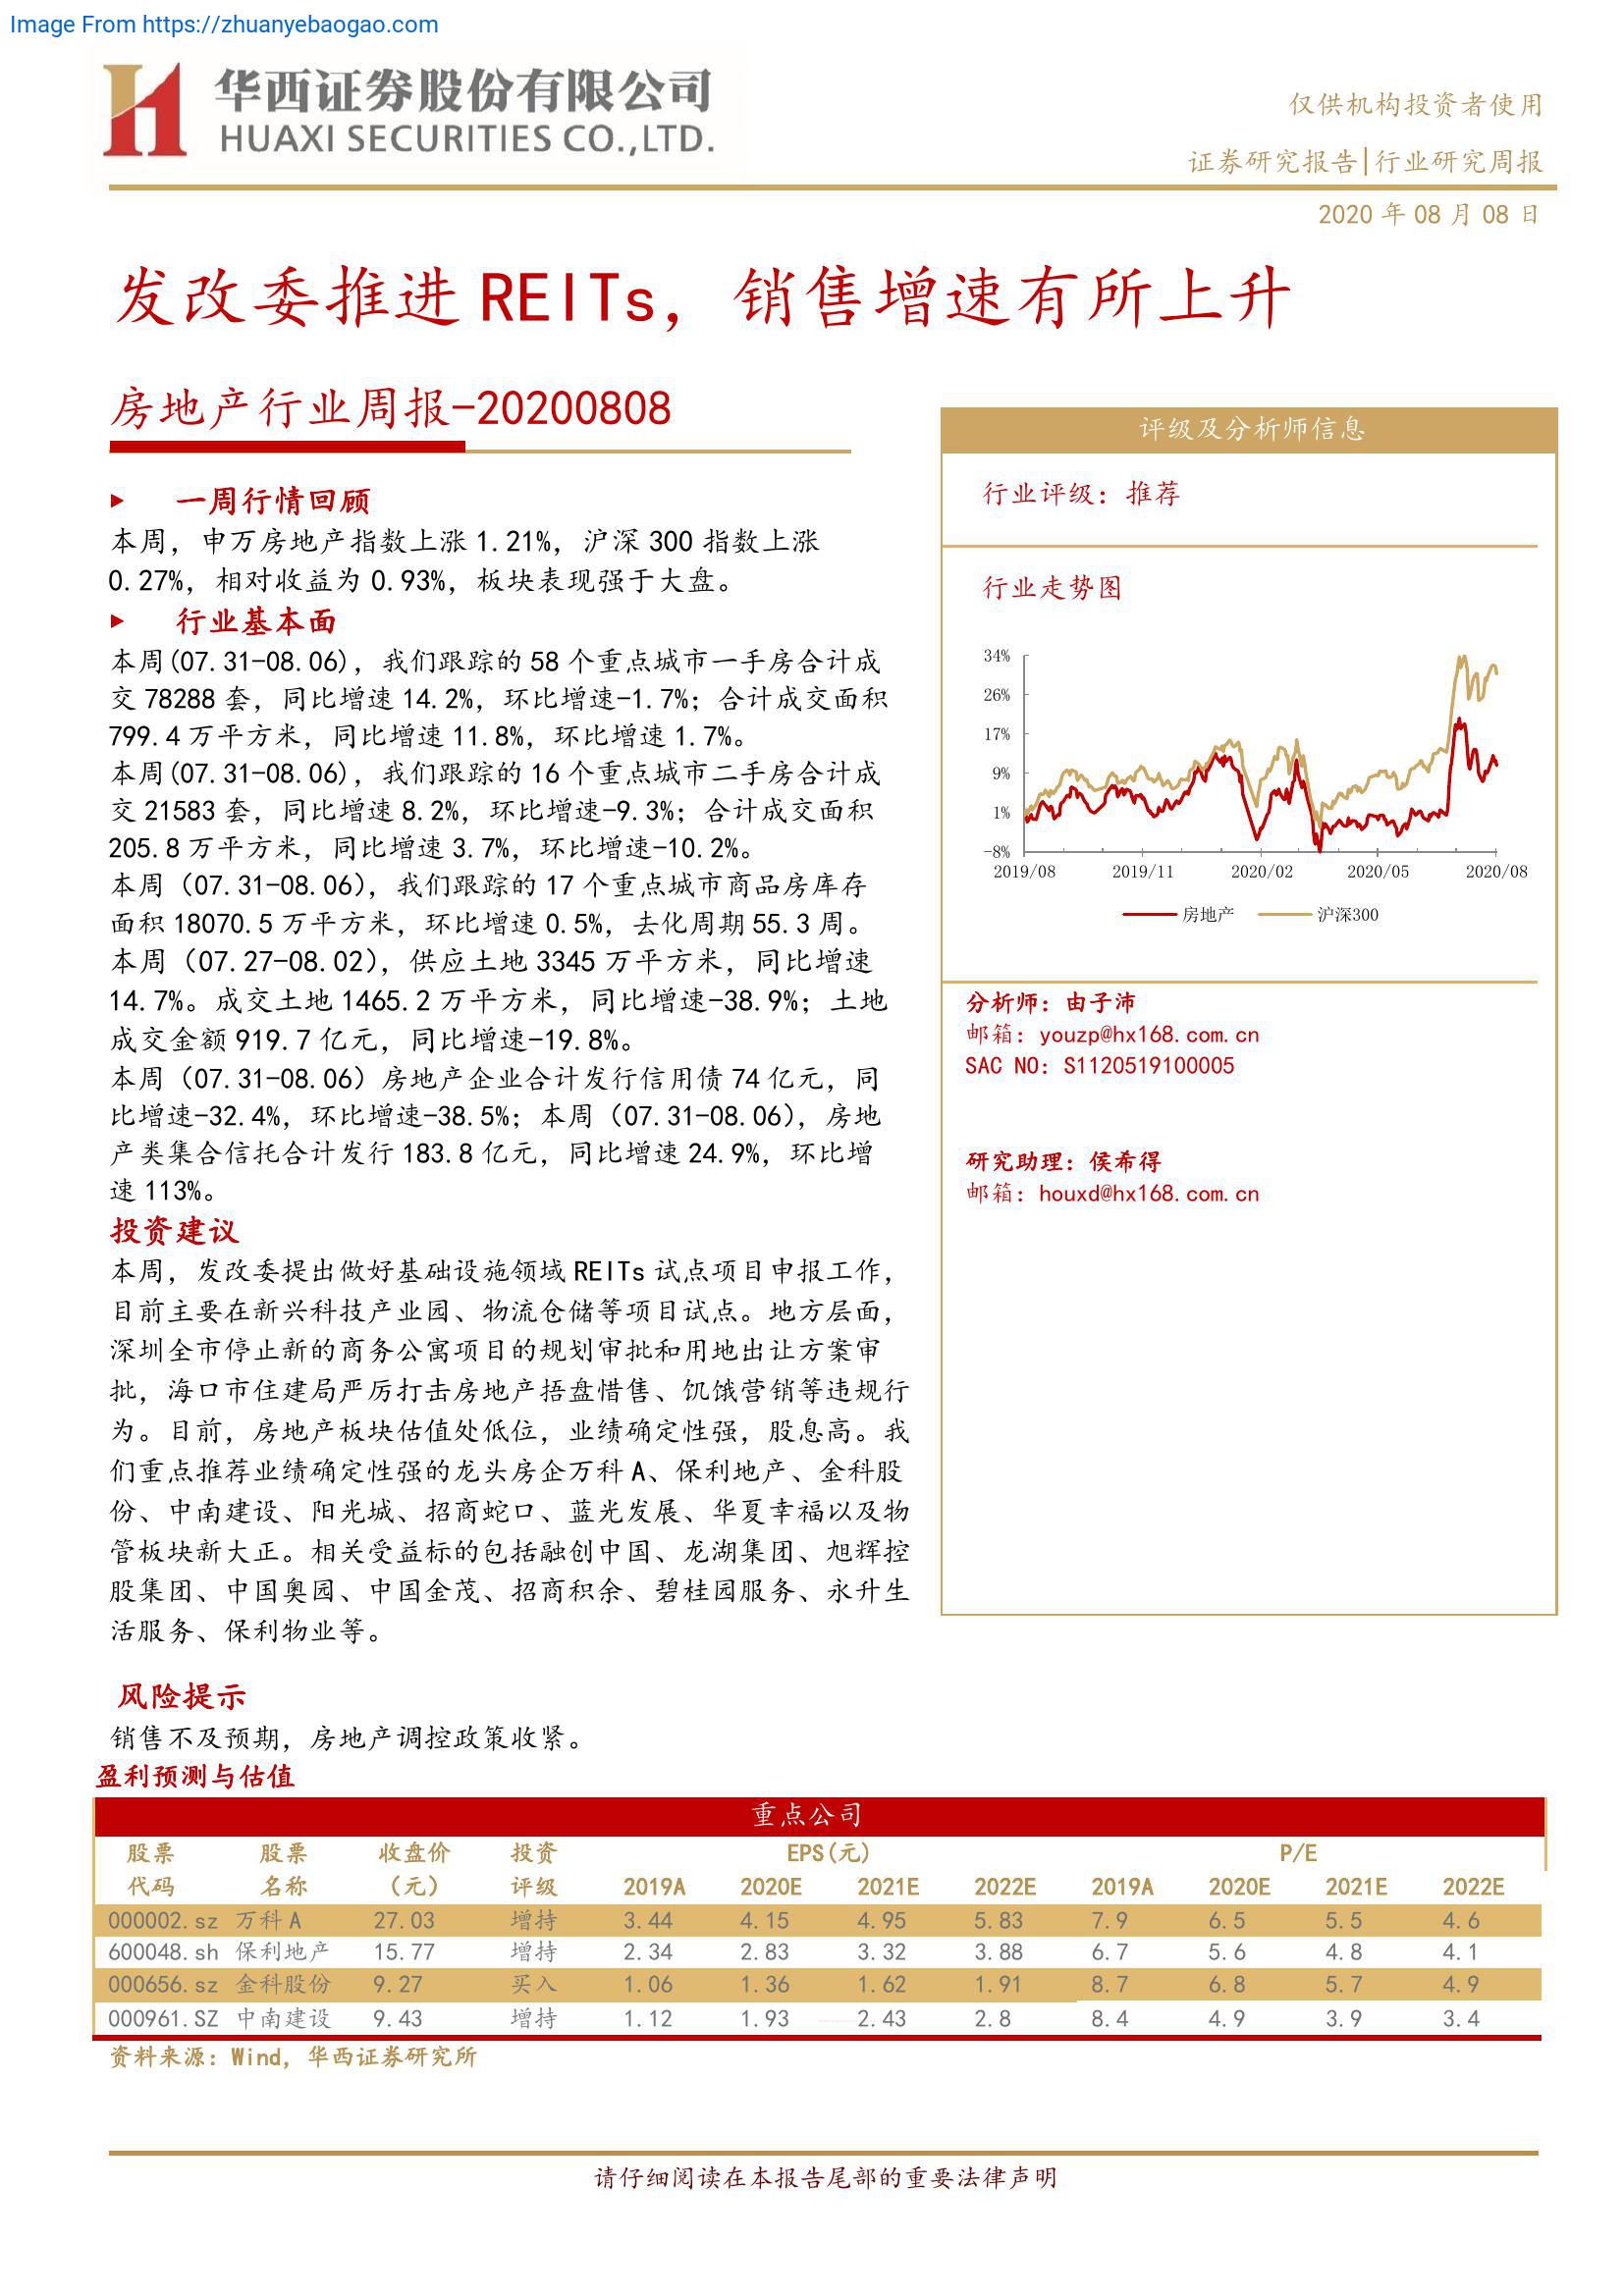 Image From https://zhuanyebaogao.com
华西证券股份有限公司
HUAXI SECURITIES CO.,LTD.
仅供机构投资者使用
证券研究报告|行业研究周报
2020 年 08 月 08 日
发改委推进 REITs，销售增速有所上升
房地产行业周报-20200808
一周行情回顾
本周，申万房地产指数上涨 1.21%，沪深 300 指数上涨
0.27%，相对收益为 0.93%，板块表现强于大盘。
行业基本面
本周(07.31-08.06)，我们跟踪的 58 个重点城市一手房合计成
交 78288 套，同比增速 14.2%，环比增速-1.7%；合计成交面积
799.4 万平方米，同比增速 11.8%，环比增速 1.7%。
本周(07.31-08.06)，我们跟踪的 16 个重点城市二手房合计成
交 21583 套，同比增速 8.2%，环比增速-9.3%；合计成交面积
205.8 万平方米，同比增速 3.7%，环比增速-10.2%。
本周（07.31-08.06），我们跟踪的 17 个重点城市商品房库存
面积 18070.5 万平方米，环比增速 0.5%，去化周期 55.3 周。
本周（07.27-08.02），供应土地 3345 万平方米，同比增速
14.7%。成交土地 1465.2 万平方米，同比增速-38.9%；土地
成交金额 919.7 亿元，同比增速-19.8%。
本周（07.31-08.06）房地产企业合计发行信用债 74 亿元，同
比增速-32.4%，环比增速-38.5%；本周（07.31-08.06），房地
产类集合信托合计发行 183.8 亿元，同比增速 24.9%，环比增
速 113%。
投资建议
本周，发改委提出做好基础设施领域 REITs 试点项目申报工作，
目前主要在新兴科技产业园、物流仓储等项目试点。地方层面，
深圳全市停止新的商务公寓项目的规划审批和用地出让方案审
批，海口市住建局严厉打击房地产捂盘惜售、饥饿营销等违规行
为。目前，房地产板块估值处低位，业绩确定性强，股息高。我
们重点推荐业绩确定性强的龙头房企万科 A、保利地产、金科股
份、中南建设、阳光城、招商蛇口、蓝光发展、华夏幸福以及物
管板块新大正。相关受益标的包括融创中国、龙湖集团、旭辉控
股集团、中国奥园、中国金茂、招商积余、碧桂园服务、永升生
活服务、保利物业等。
风险提示
销售不及预期，房地产调控政策收紧。
评级及分析师信息
行业评级：推荐
行业走势图
34%
26%
17%
9%
1%
-8%
2019/08 2019/11 2020/02 2020/05 2020/08
房地产 沪深300
分析师：由子沛
邮箱：youzp@hx168.com.cn
SAC NO：S1120519100005
研究助理：侯希得
邮箱：houxd@hx168.com.cn
盈利预测与估值
重点公司
股票 股票 收盘价 投资 EPS(元) P/E
代码 名称 （元） 评级 2019A 2020E 2021E 2022E 2019A 2020E 2021E 2022E
000002.sz 万科 A 27.03 增持 3.44 4.15 4.95 5.83 7.9 6.5 5.5 4.6
600048.sh 保利地产 15.77 增持 2.34 2.83 3.32 3.88 6.7 5.6 4.8 4.1
000656.sz 金科股份 9.27 买入 1.06 1.36 1.62 1.91 8.7 6.8 5.7 4.9
000961.SZ 中南建设 9.43 增持 1.12 1.93 2.43 2.8 8.4 4.9 3.9 3.4
资料来源：Wind，华西证券研究所
请仔细阅读在本报告尾部的重要法律声明